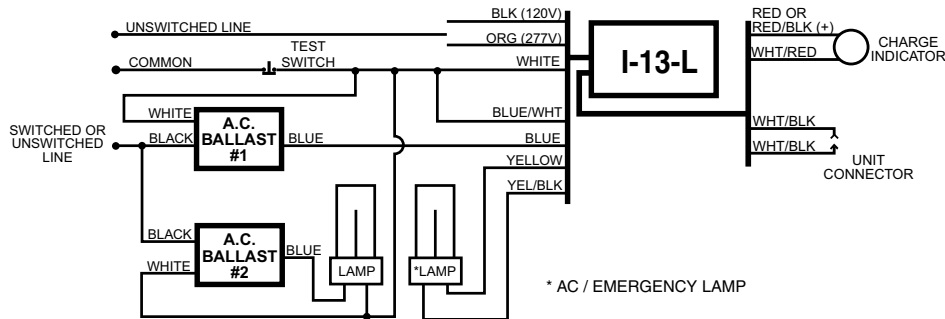 BLK (120V)
UNSWITCHED LINE
ORG (277V)
TEST
SWITCH
COMMON
WHITE
I-13-L
RED OR
RED/BLK (+)
WHT/RED
CHARGE
INDICATOR
WHITE
BLUE/WHT
A.C.
BALLAST
#1
SWITCHED OR
UNSWITCHED
LINE
BLACK
BLUE
BLUE
WHT/BLK
WHT/BLK
UNIT
CONNECTOR
YELLOW
YEL/BLK
BLACK
A.C.
BALLAST
#2
WHITE
BLUE
LAMP
*LAMP
* AC / EMERGENCY LAMP